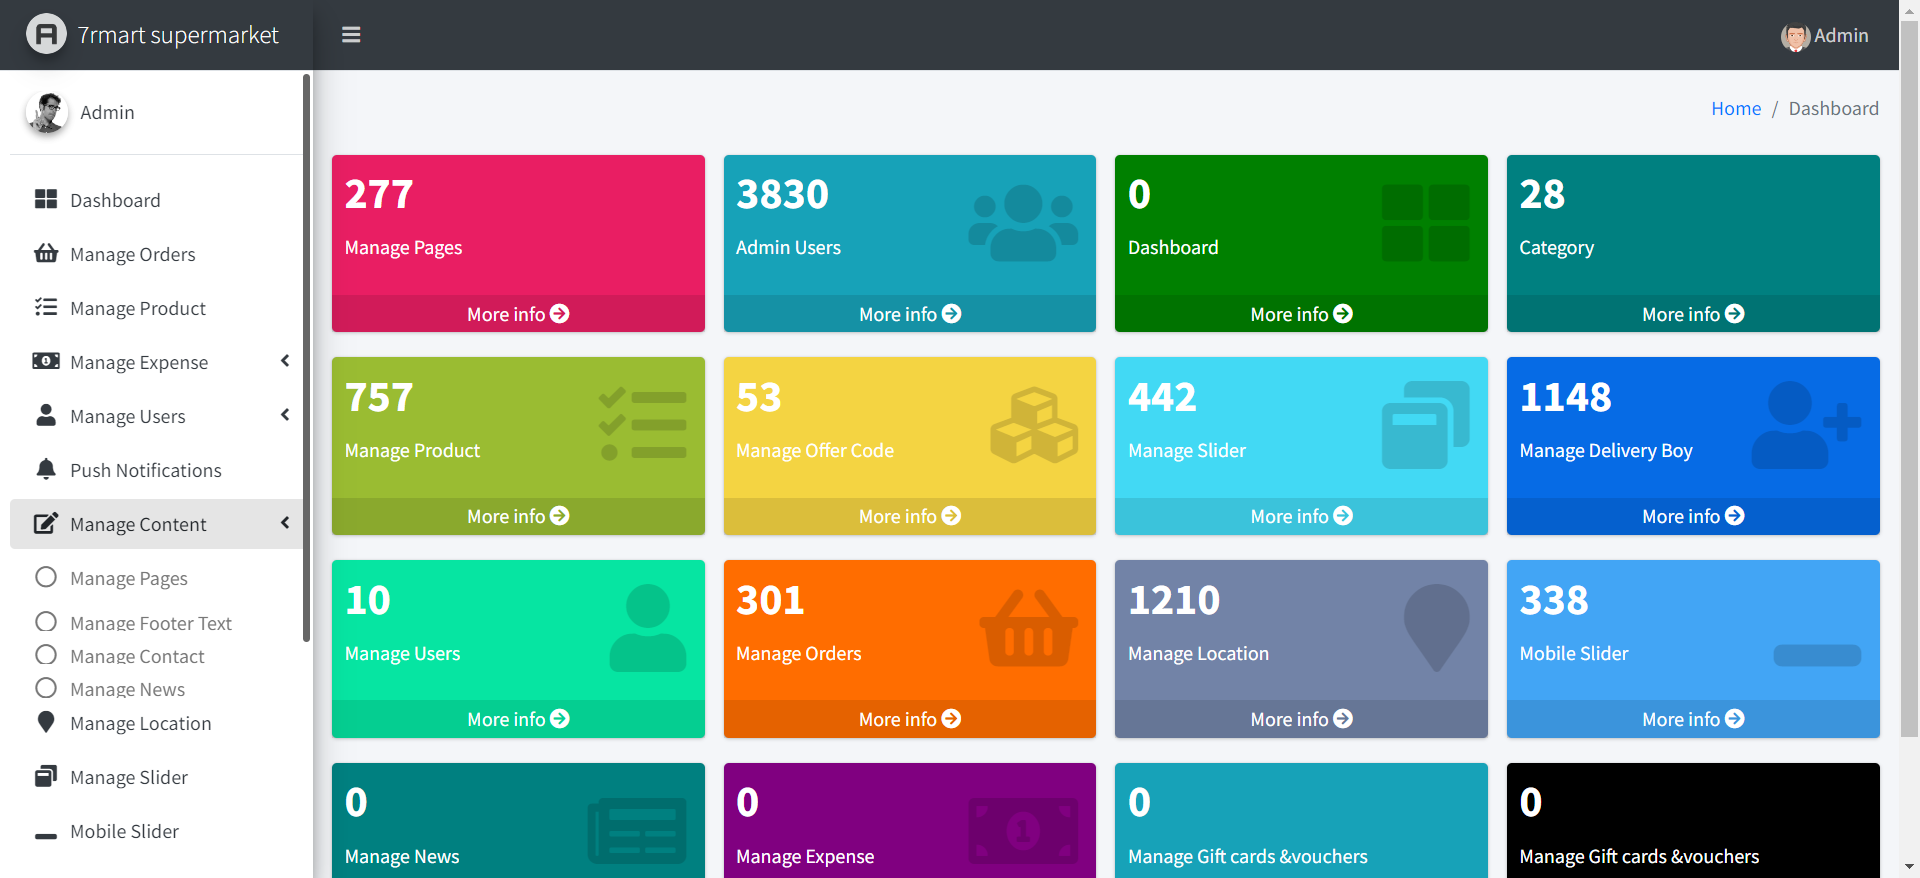 7rmart supermarket
Admin
Admin
Home / Dashboard
Dashboard
Manage Orders
Manage Product
Manage Expense
Manage Users
Push Notifications
Manage Content
Manage Pages
Manage Footer Text
Manage Contact
Manage News
Manage Location
Manage Slider
Mobile Slider
277
Manage Pages
More info
3830
Admin Users
More info
0
Dashboard
More info
28
Category
More info
757
Manage Product
More info
53
Manage Offer Code
More info
442
Manage Slider
More info
1148
Manage Delivery Boy
More info
10
Manage Users
More info
301
Manage Orders
More info
1210
Manage Location
More info
338
Mobile Slider
More info
0
Manage News
0
Manage Expense
0
Manage Gift cards &vouchers
0
Manage Gift cards &vouchers